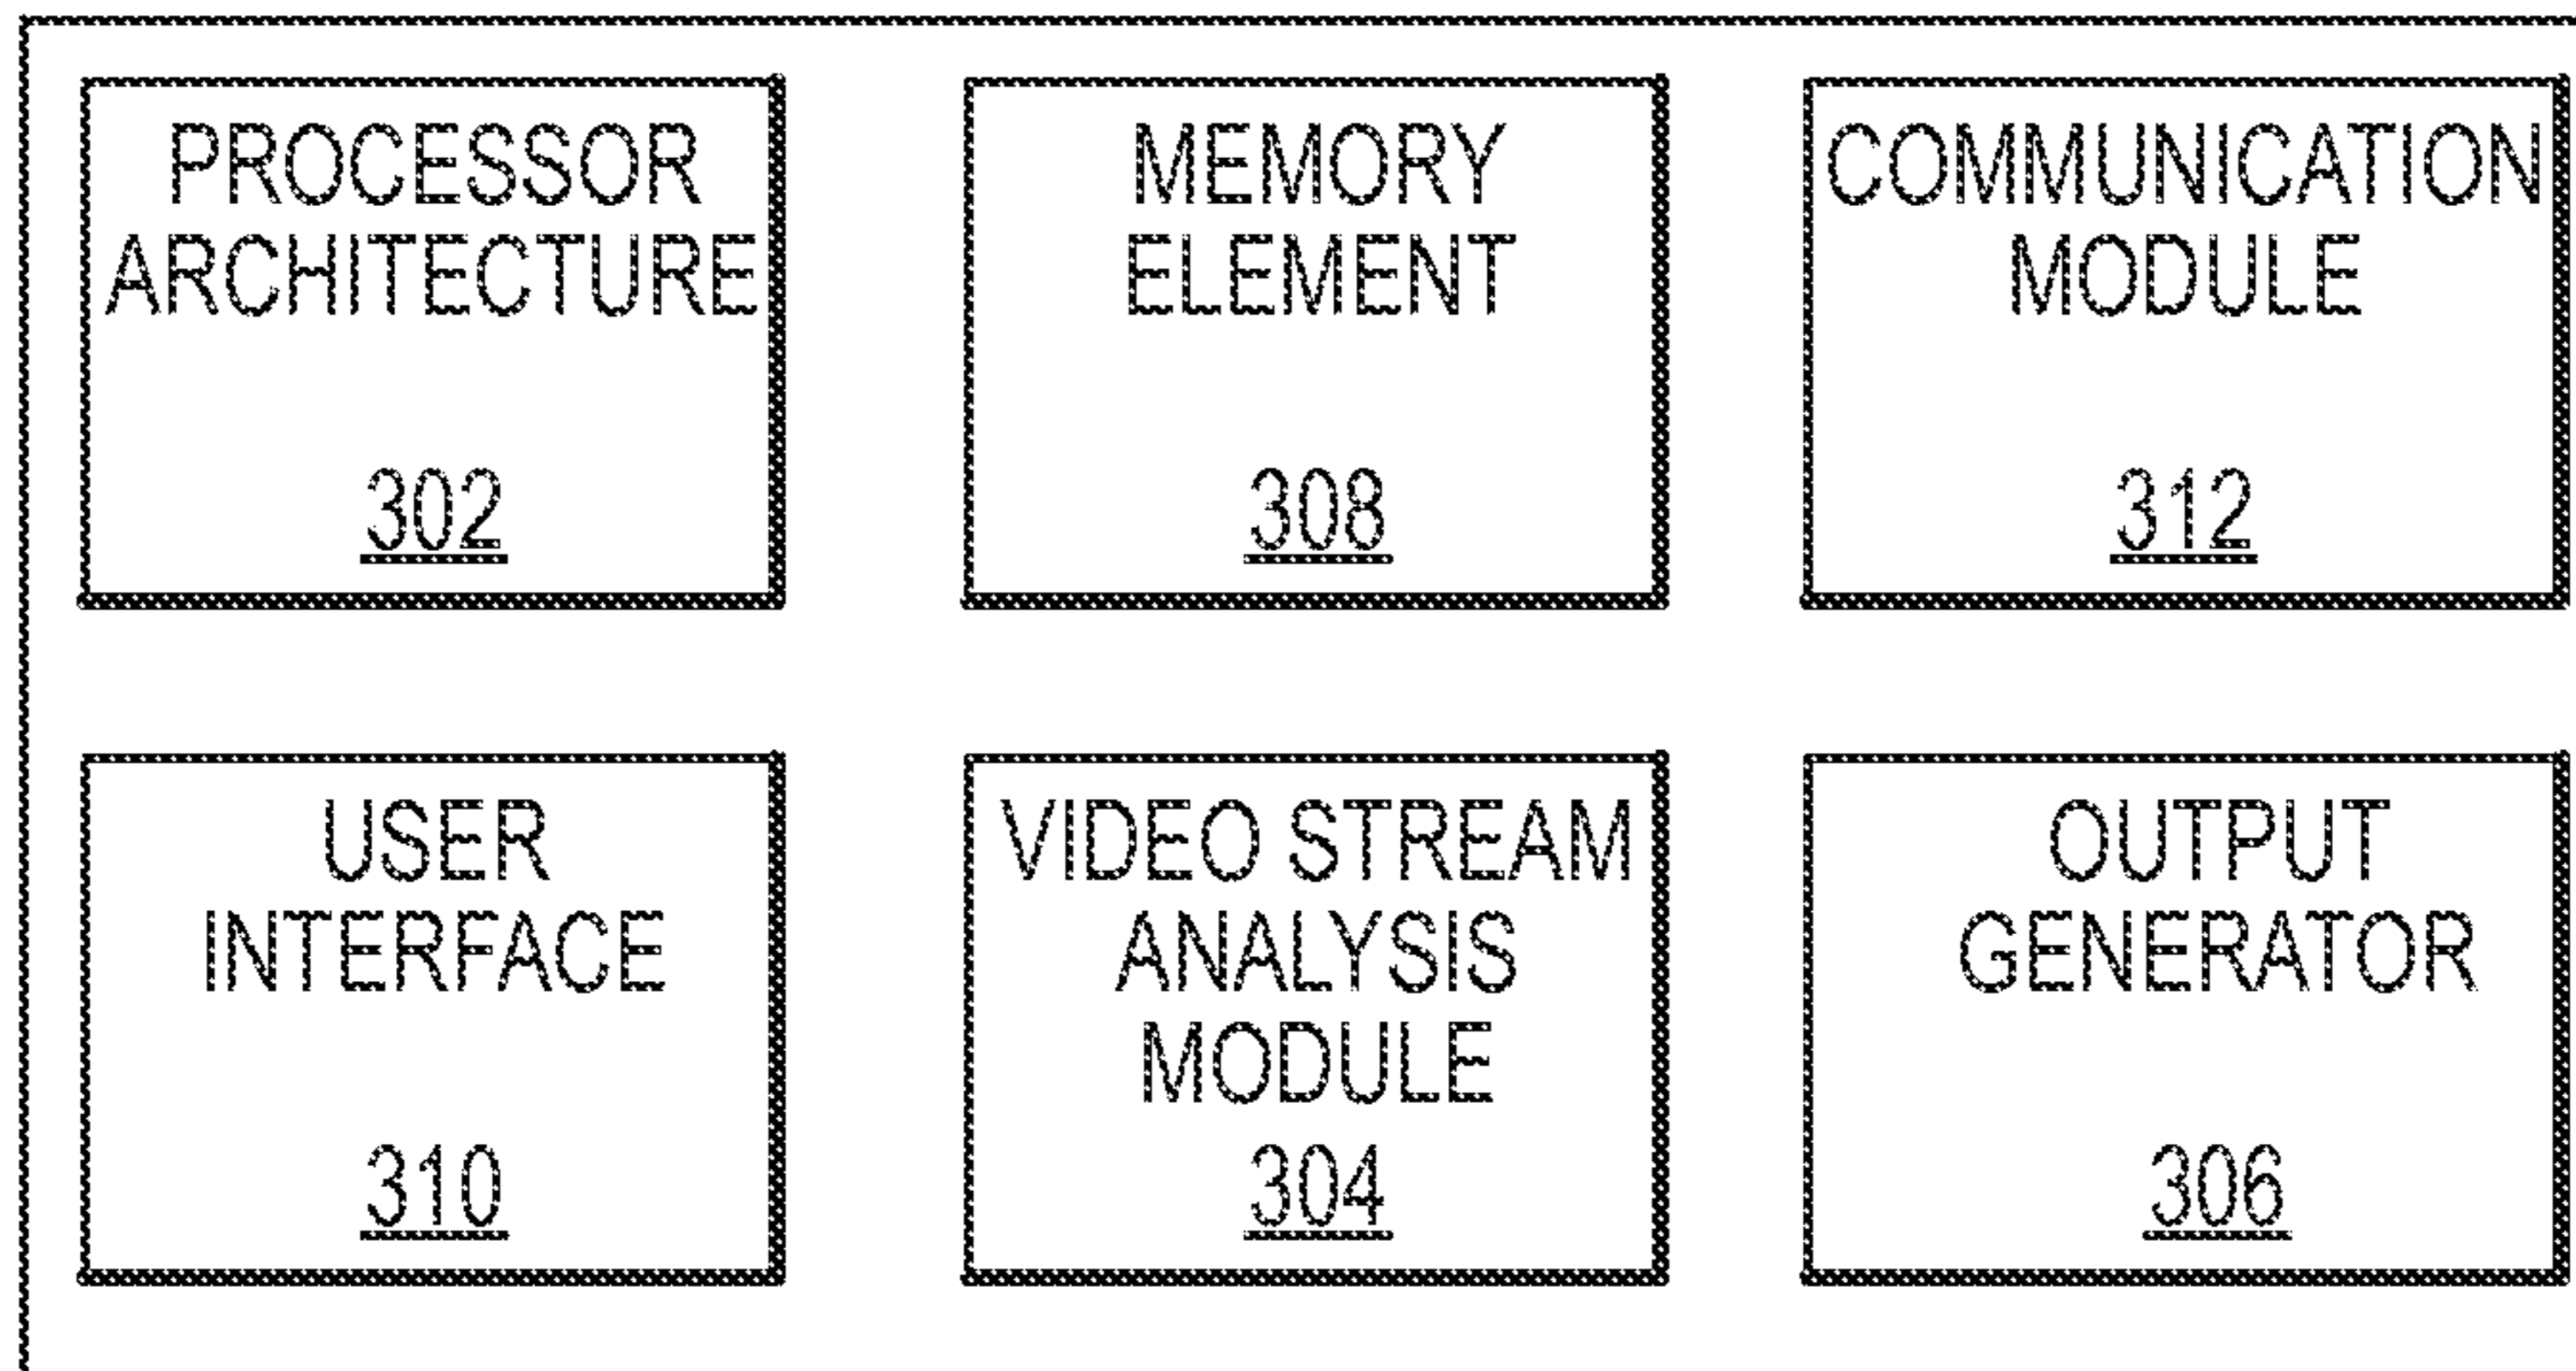 PROCESSOR
ARCHITECTURE
302
MEMORY
ELEMENT
308
COMMUNICATION
MODULE
312
USER
INTERFACE
310
VIDEO STREAM
ANALYSIS
MODULE
304
OUTPUT
GENERATOR
306